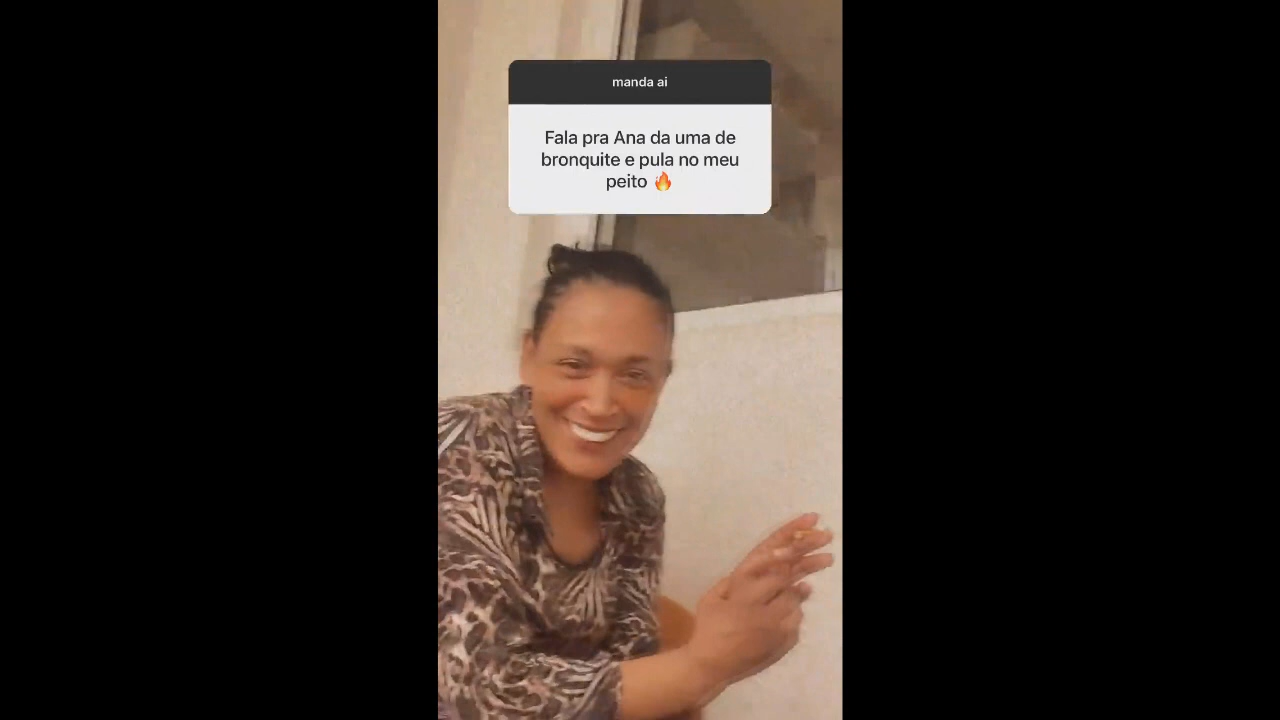 manda ai
Fala pra Ana da uma de
bronquite e pula no meu
peito 🔥